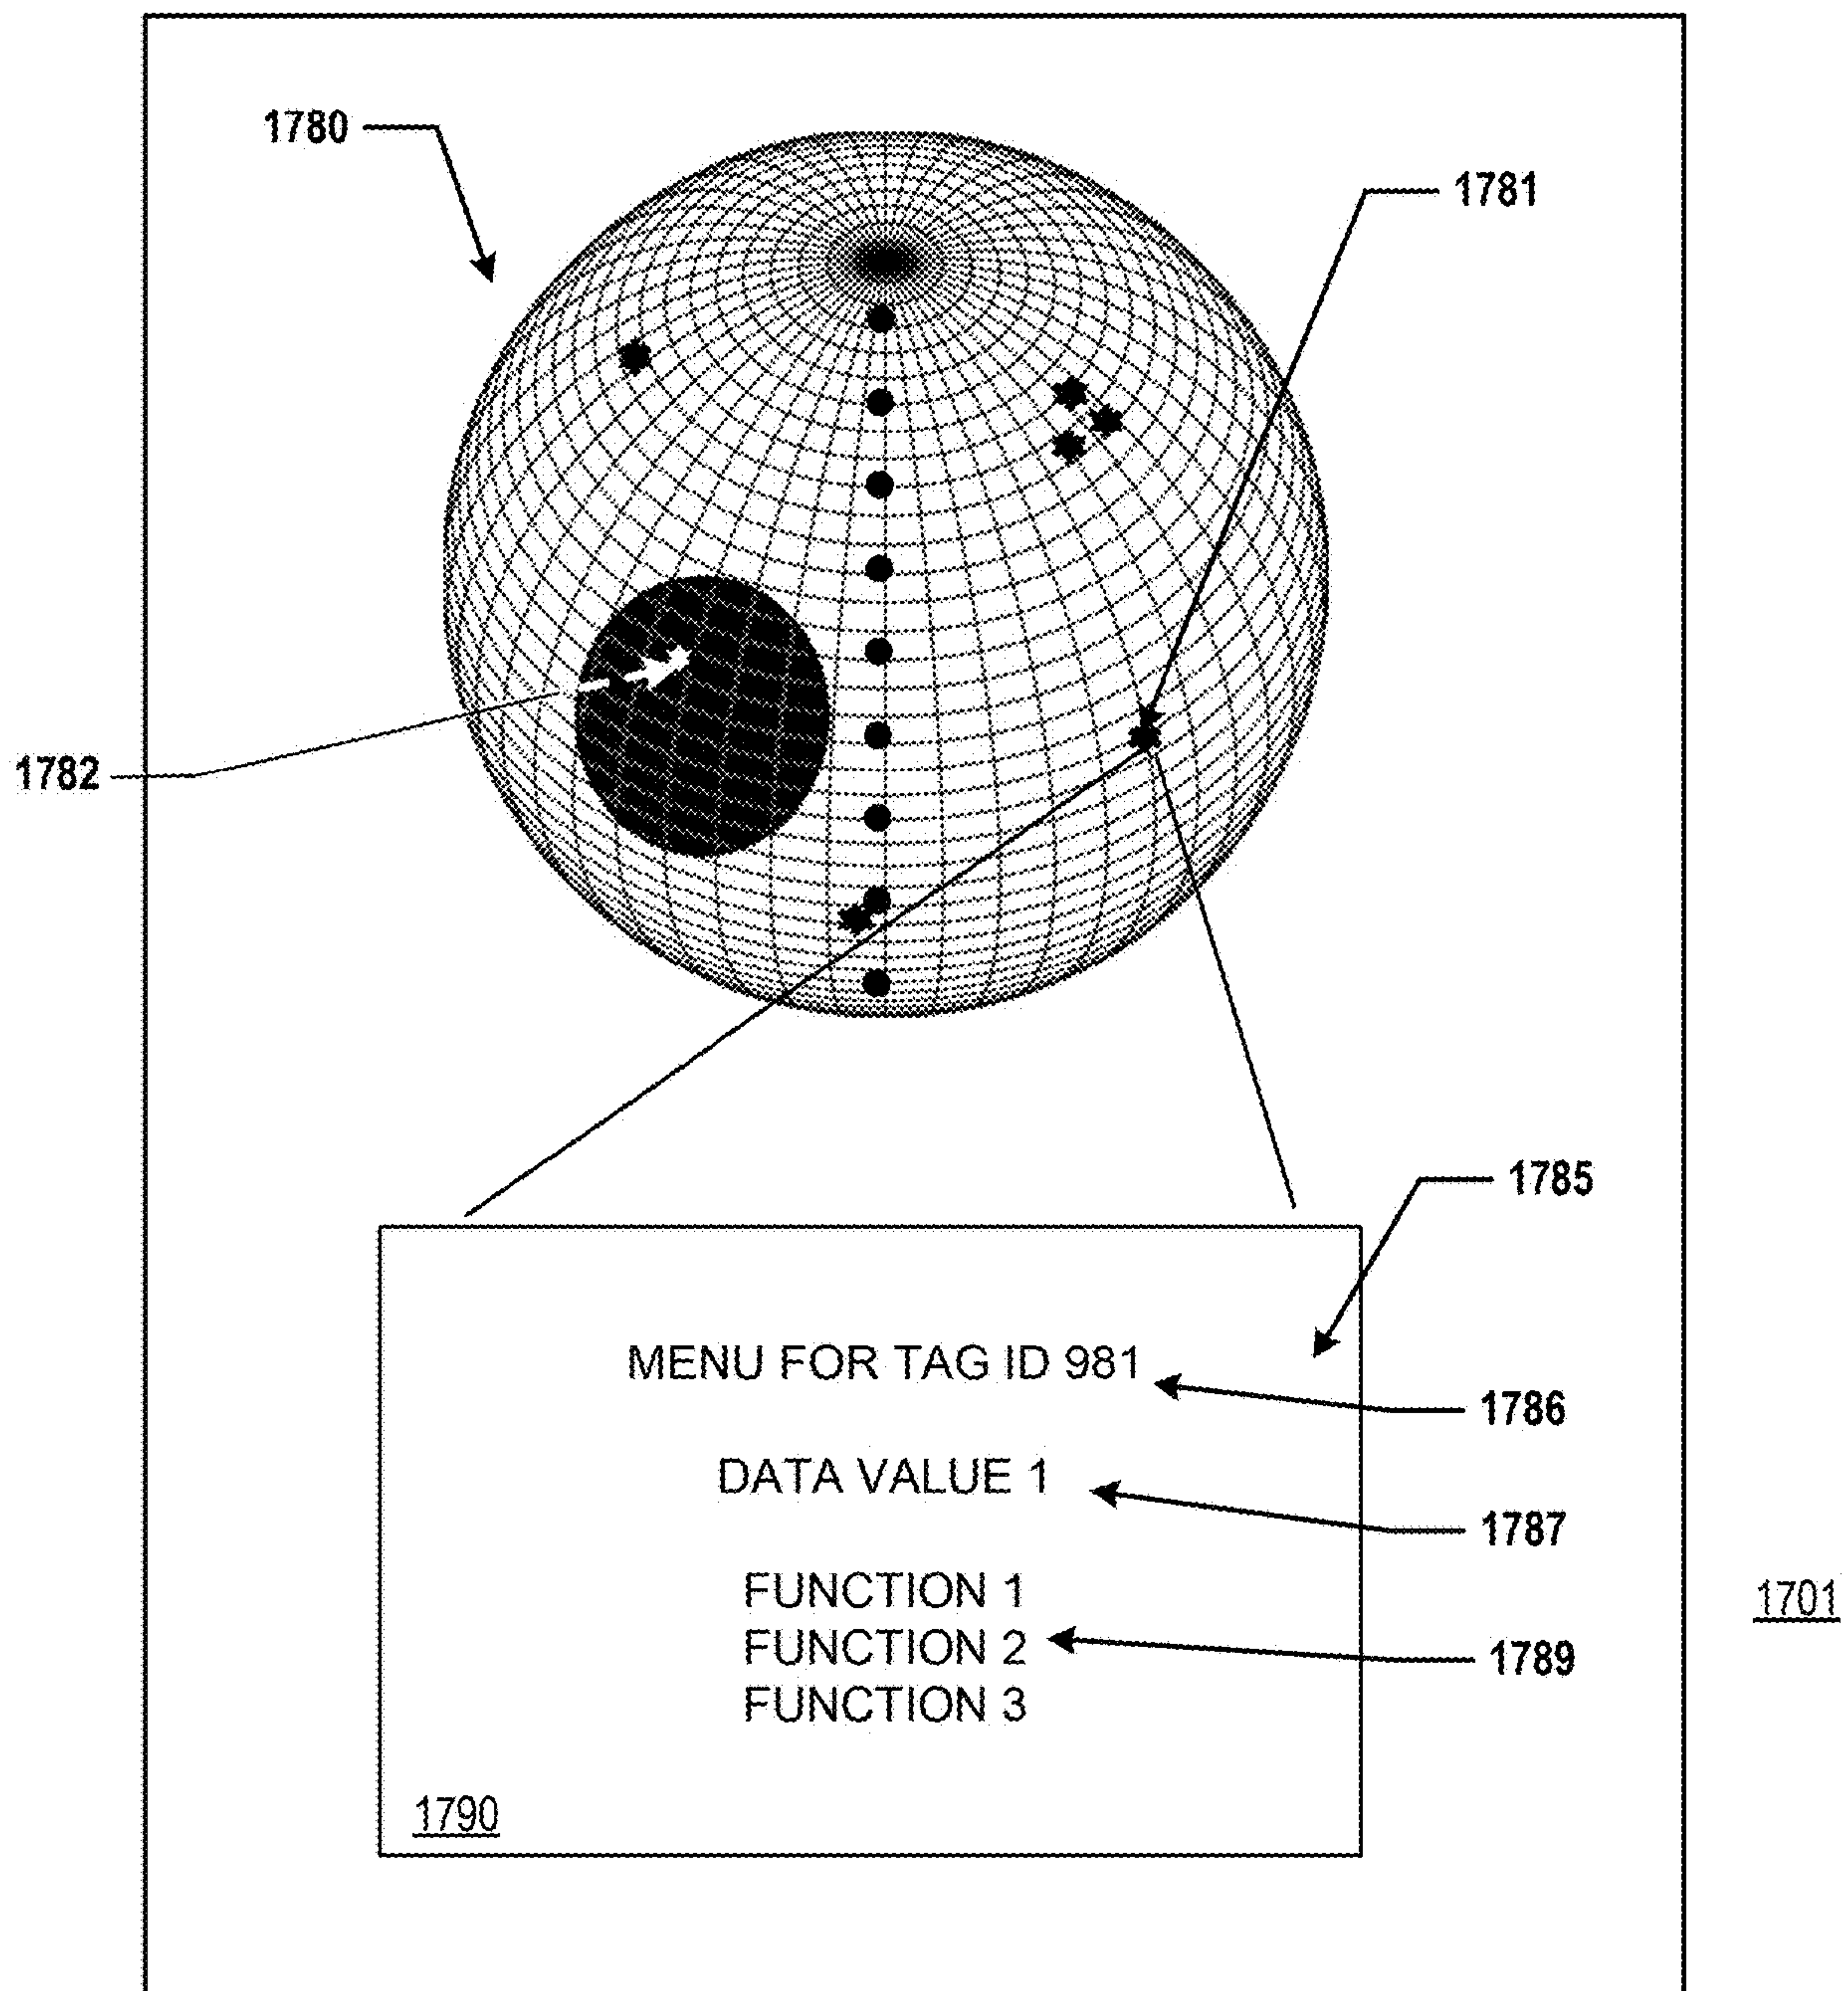 1780
1781
1782
1785
MENU FOR TAG ID 981
1786
DATA VALUE 1
1787
FUNCTION 1
1701
FUNCTION 2
1789
FUNCTION 3
1790